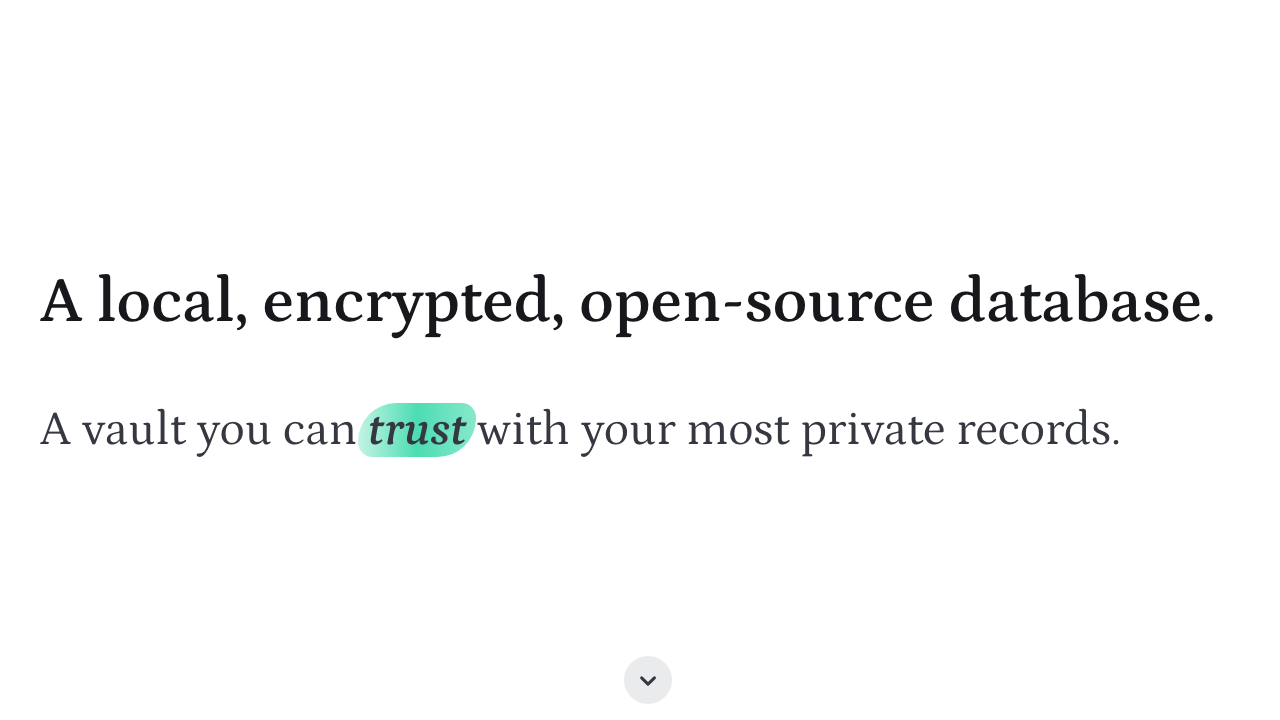 A local, encrypted, open-source database.
A vault you can trust with your most private records.